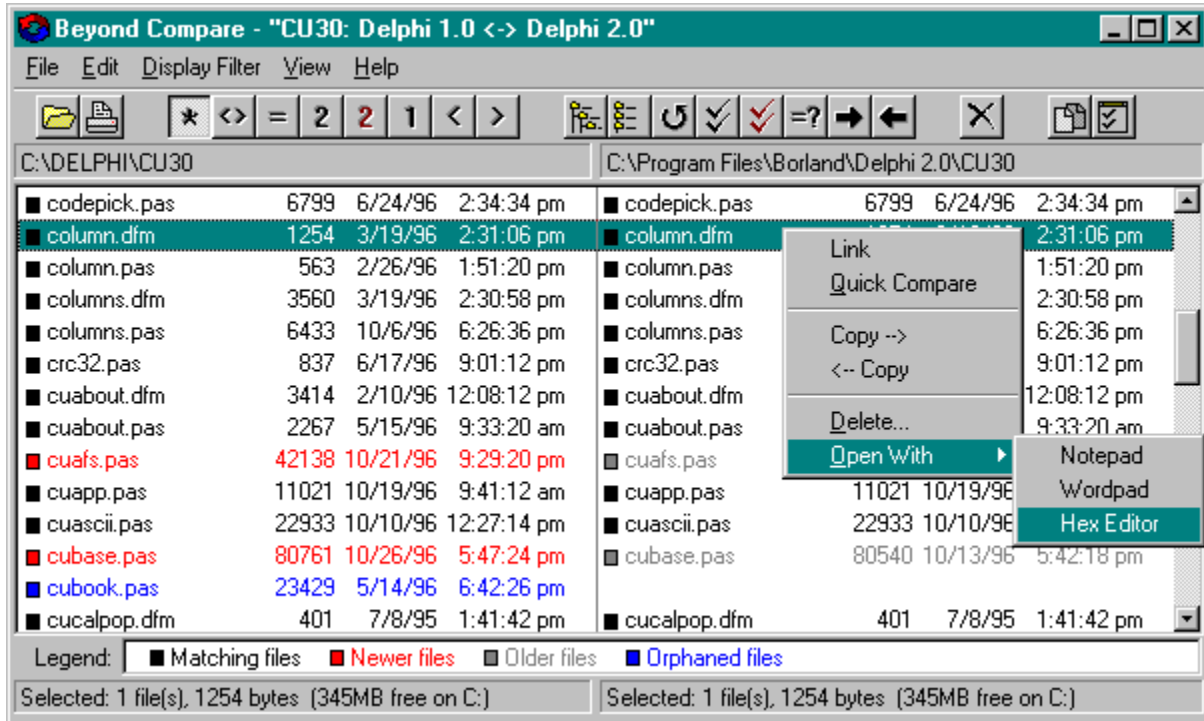 Beyond Compare - "CU30: Delphi 1.0 <-> Delphi 2.0"
File Edit Display Filter View Help
* <> = 2 2 1 < > =?
C:\DELPHI\CU30 C:\Program Files\Borland\Delphi 2.0\CU30
codepick.pas 6799 6/24/96 2:34:34 pm codepick.pas 6799 6/24/96 2:34:34 pm
column.dfm 1254 3/19/96 2:31:06 pm column.dfm 2:31:06 pm
Link
column.pas 563 2/26/96 1:51:20 pm column.pas 1:51:20 pm
Quick Compare
columns.dfm 3560 3/19/96 2:30:58 pm columns.dfm 2:30:58 pm
columns.pas 6433 10/6/96 6:26:36 pm columns.pas Copy --> 6:26:36 pm
crc32.pas 837 6/17/96 9:01:12 pm crc32.pas <-- Copy 9:01:12 pm
cuabout.dfm 3414 2/10/96 12:08:12 pm cuabout.dfm 12:08:12 pm
cuabout.pas 2267 5/15/96 9:33:20 am cuabout.pas Delete... 9:33:20 am
cuafs.pas 42138 10/21/96 9:29:20 pm cuafs.pas Open With Notepad
cuapp.pas 11021 10/19/96 9:41:12 am cuapp.pas 11021 10/19/96 Wordpad
cuascii.pas 22933 10/10/96 12:27:14 pm cuascii.pas 22933 10/10/96 Hex Editor
cubase.pas 80761 10/26/96 5:47:24 pm cubase.pas 80540 10/13/96 5:42:18 pm
cubook.pas 23429 5/14/96 6:42:26 pm
cucalpop.dfm 401 7/8/95 1:41:42 pm cucalpop.dfm 401 7/8/95 1:41:42 pm
Legend: Matching files Newer files Older files Orphaned files
Selected: 1 file(s), 1254 bytes (345MB free on C:) Selected: 1 file(s), 1254 bytes (345MB free on C:)